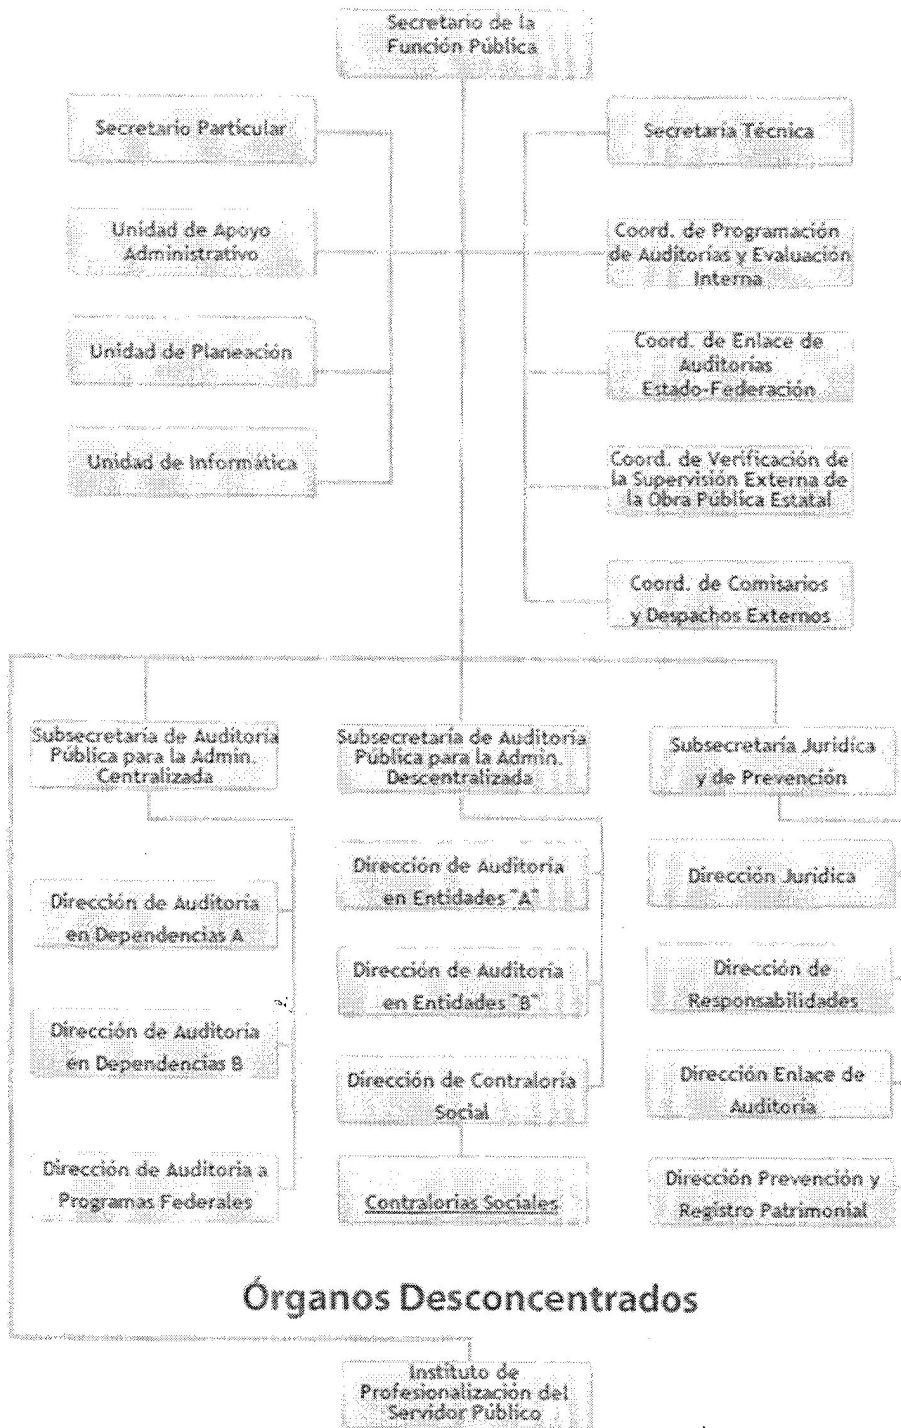 Secretario de la
Función Pública
Secretario Particular
Secretaría Técnica
Unidad de Apoyo
Administrativo
Coord. de Programación
de Auditorías y Evaluación
Interna
Unidad de Planeación
Coord. de Enlace de
Auditorías
Estado-Federación
Unidad de Informática
Coord. de Verificación de
la Supervisión Externa de
la Obra Pública Estatal
Coord. de Comisarios
y Despachos Externos
Subsecretaría de Auditoría
Pública para la Admin.
Centralizada
Subsecretaría de Auditoría
Pública para la Admin.
Descentralizada
Subsecretaría Jurídica
y de Prevención
Dirección de Auditoría
en Dependencias A
Dirección de Auditoría
en Dependencias B
Dirección de Auditoria a
Programas Federales
Dirección de Auditoría
en Entidades "A"
Dirección de Auditoría
en Entidades "B"
Dirección de Contraloría
Social
Contralorías Sociales
Dirección Jurídica
Dirección de
Responsabilidades
Dirección Enlace de
Auditoría
Dirección Prevención y
Registro Patrimonial
Órganos Desconcentrados
Instituto de
Profesionalización del
Servidor Público